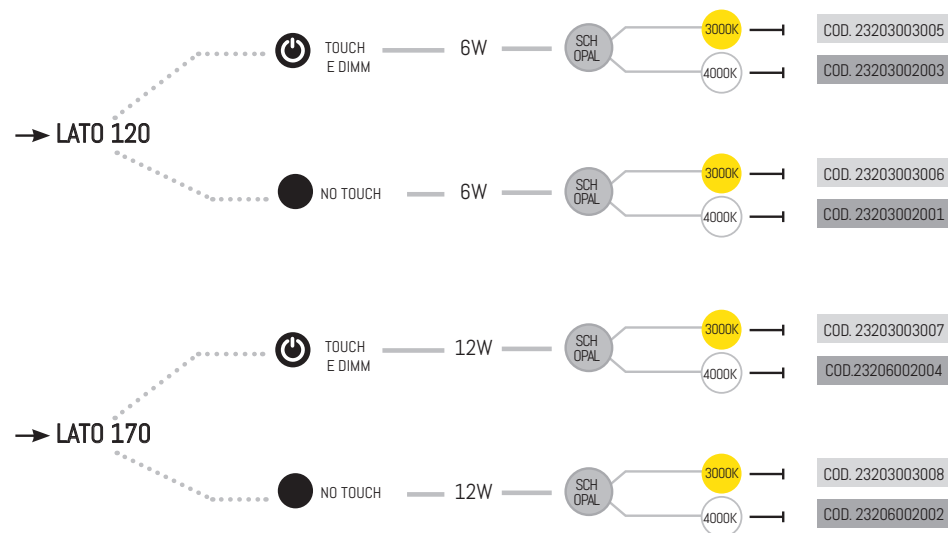 TOUCH
E DIMM
6W
SCH
OPAL
3000K
COD. 23203003005
4000K
COD. 23203002003
LATO 120
NO TOUCH
6W
SCH
OPAL
3000K
COD. 23203003006
4000K
COD. 23203002001
TOUCH
E DIMM
12W
SCH
OPAL
3000K
COD. 23203003007
4000K
COD.23206002004
LATO 170
NO TOUCH
12W
SCH
OPAL
3000K
COD. 23203003008
4000K
COD. 23206002002